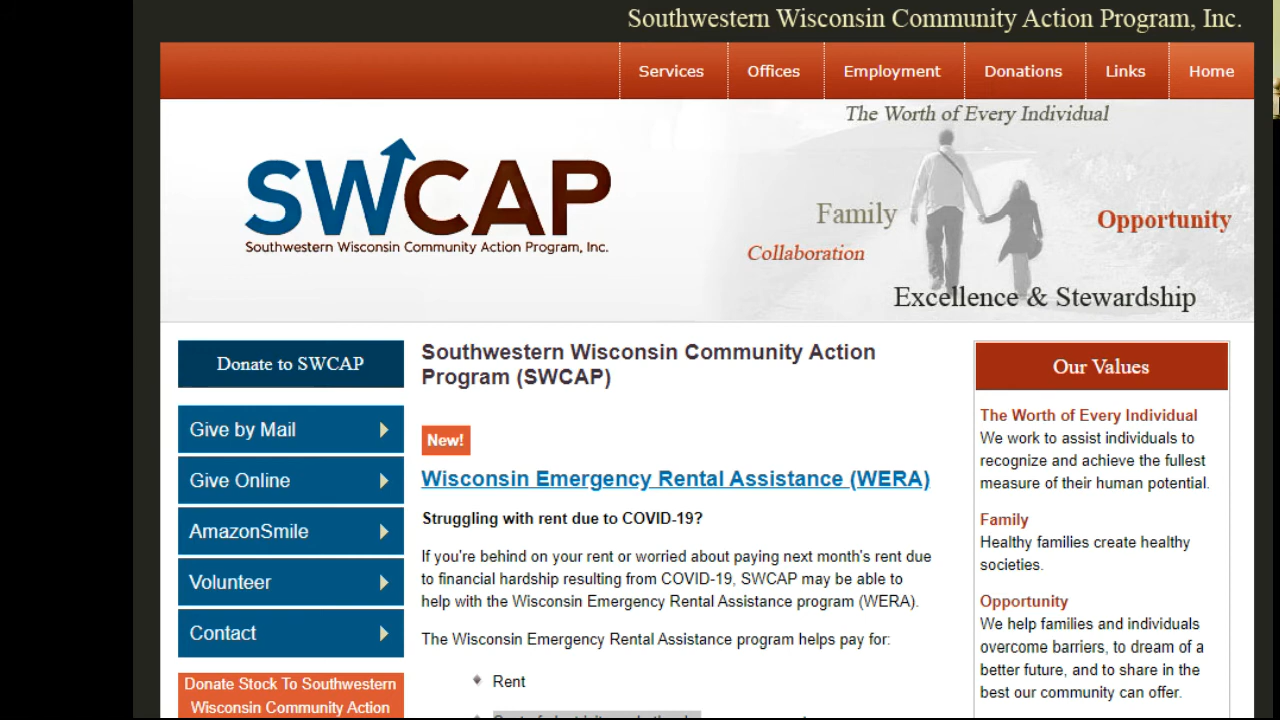 Southwestern Wisconsin Community Action Program, Inc.
Services Offices Employment Donations Links Home
The Worth of Every Individual
SWCAP
Southwestern Wisconsin Community Action Program, Inc.
Family
Opportunity
Collaboration
Excellence & Stewardship
Donate to SWCAP
Give by Mail
Give Online
AmazonSmile
Volunteer
Contact
Donate Stock To Southwestern
Wisconsin Community Action
Southwestern Wisconsin Community Action
Program (SWCAP)
New!
Wisconsin Emergency Rental Assistance (WERA)
Struggling with rent due to COVID-19?
If you're behind on your rent or worried about paying next month's rent due
to financial hardship resulting from COVID-19, SWCAP may be able to
help with the Wisconsin Emergency Rental Assistance program (WERA).
The Wisconsin Emergency Rental Assistance program helps pay for:
Rent
Our Values
The Worth of Every Individual
We work to assist individuals to
recognize and achieve the fullest
measure of their human potential.
Family
Healthy families create healthy
societies.
Opportunity
We help families and individuals
overcome barriers, to dream of a
better future, and to share in the
best our community can offer.